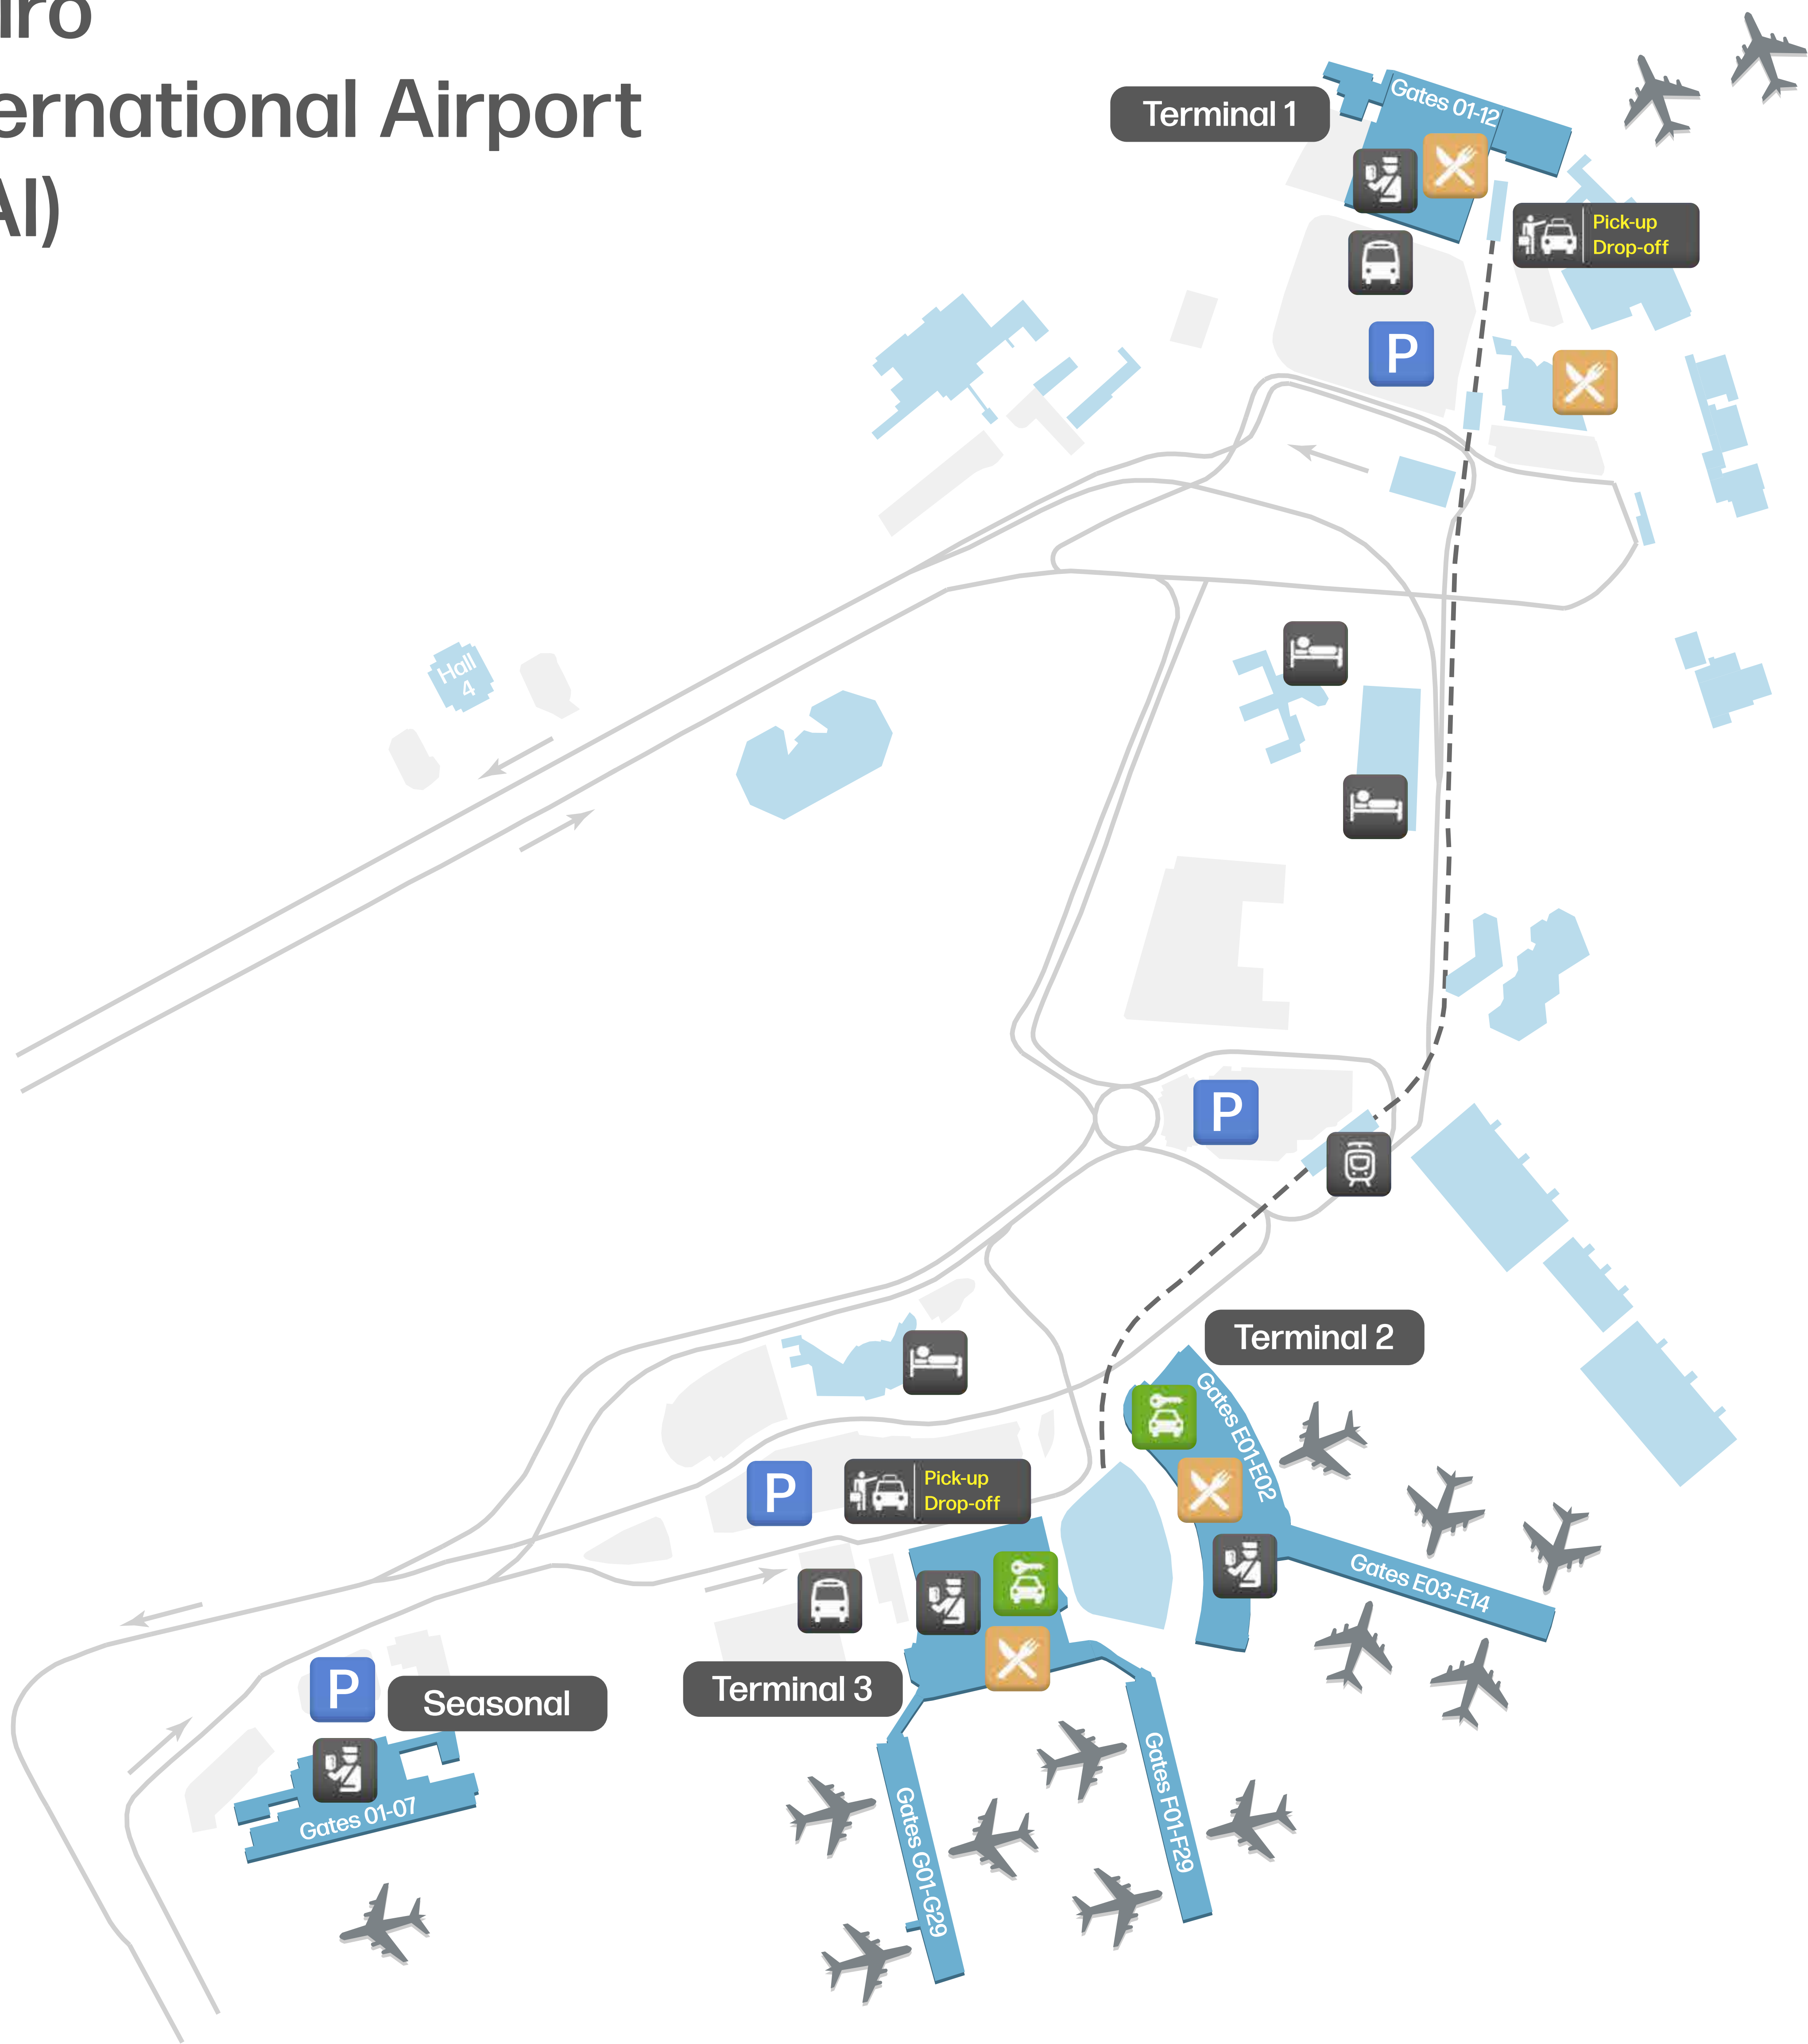 iro
ernational Airport
AI)
Terminal 1
Gates 01-12
Pick-up
Drop-off
P
Hall
4
P
Terminal 2
Gates E01-E02
P
Pick-up
Drop-off
Gates E03-E14
P
Seasonal
Terminal 3
Gates 01-07
Gates G01-G29
Gates F01-F29